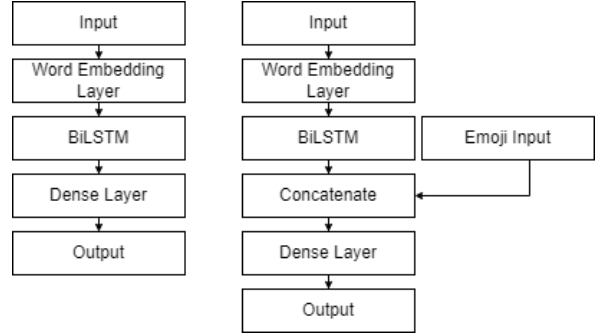 Input
Word Embedding
Layer
BiLSTM
Dense Layer
Output
Input
Word Embedding
Layer
BiLSTM
Emoji Input
Concatenate
Dense Layer
Output